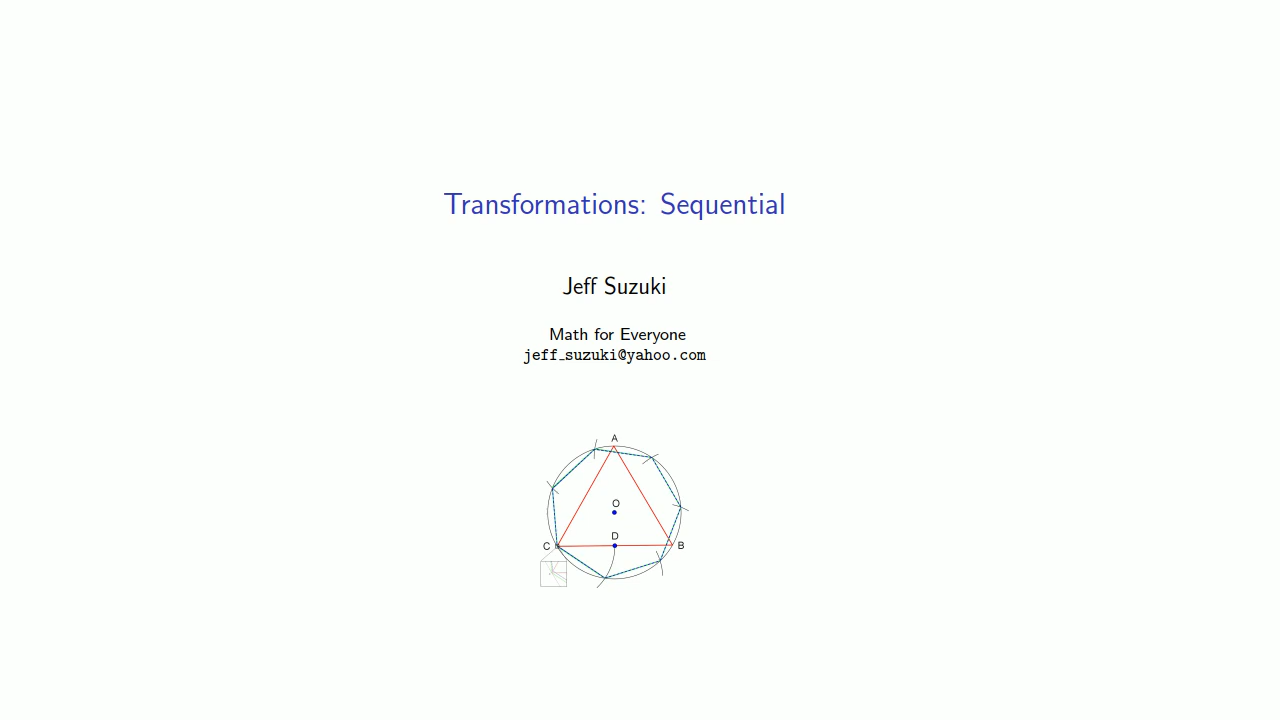 Transformations: Sequential
Jeff Suzuki
Math for Everyone
jeff_suzuki@yahoo.com
A
O
D
C
B